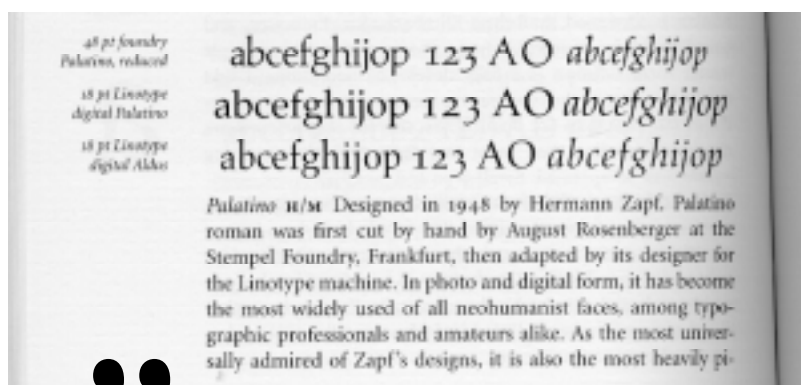 48 pt foundry
Palatino, reduced
abcefghijop 123 AO abcefghijop
18 pt Linotype
digital Palatino
abcefghijop 123 AO abcefghijop
18 pt Linotype
digital Aldus
abcefghijop 123 AO abcefghijop
Palatino H/M Designed in 1948 by Hermann Zapf. Palatino
roman was first cut by hand by August Rosenberger at the
Stempel Foundry, Frankfurt, then adapted by its designer for
the Linotype machine. In photo and digital form, it has become
the most widely used of all neohumanist faces, among typo-
graphic professionals and amateurs alike. As the most univer-
sally admired of Zapf's designs, it is also the most heavily pi-